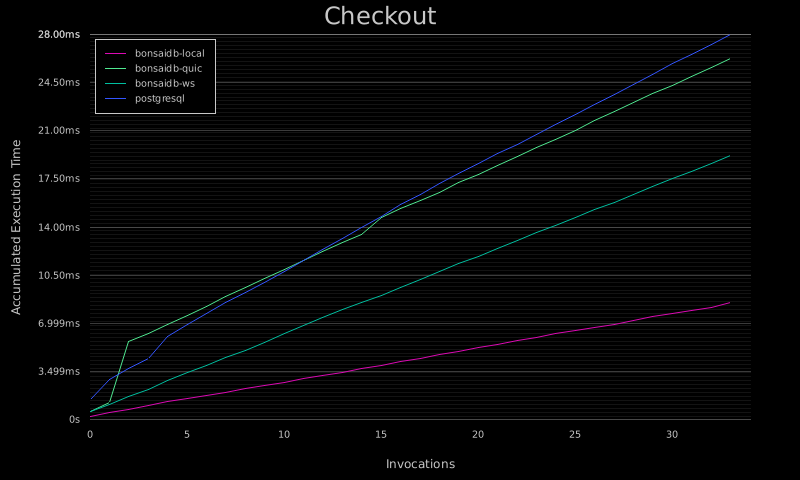 Checkout
28.00ms
24.50ms
21.00ms
17.50ms
14.00ms
10.50ms
6.999ms
3.499ms
0s
bonsaidb-local
bonsaidb-quic
bonsaidb-ws
postgresql
Accumulated Execution Time
0 5 10 15 20 25 30
Invocations